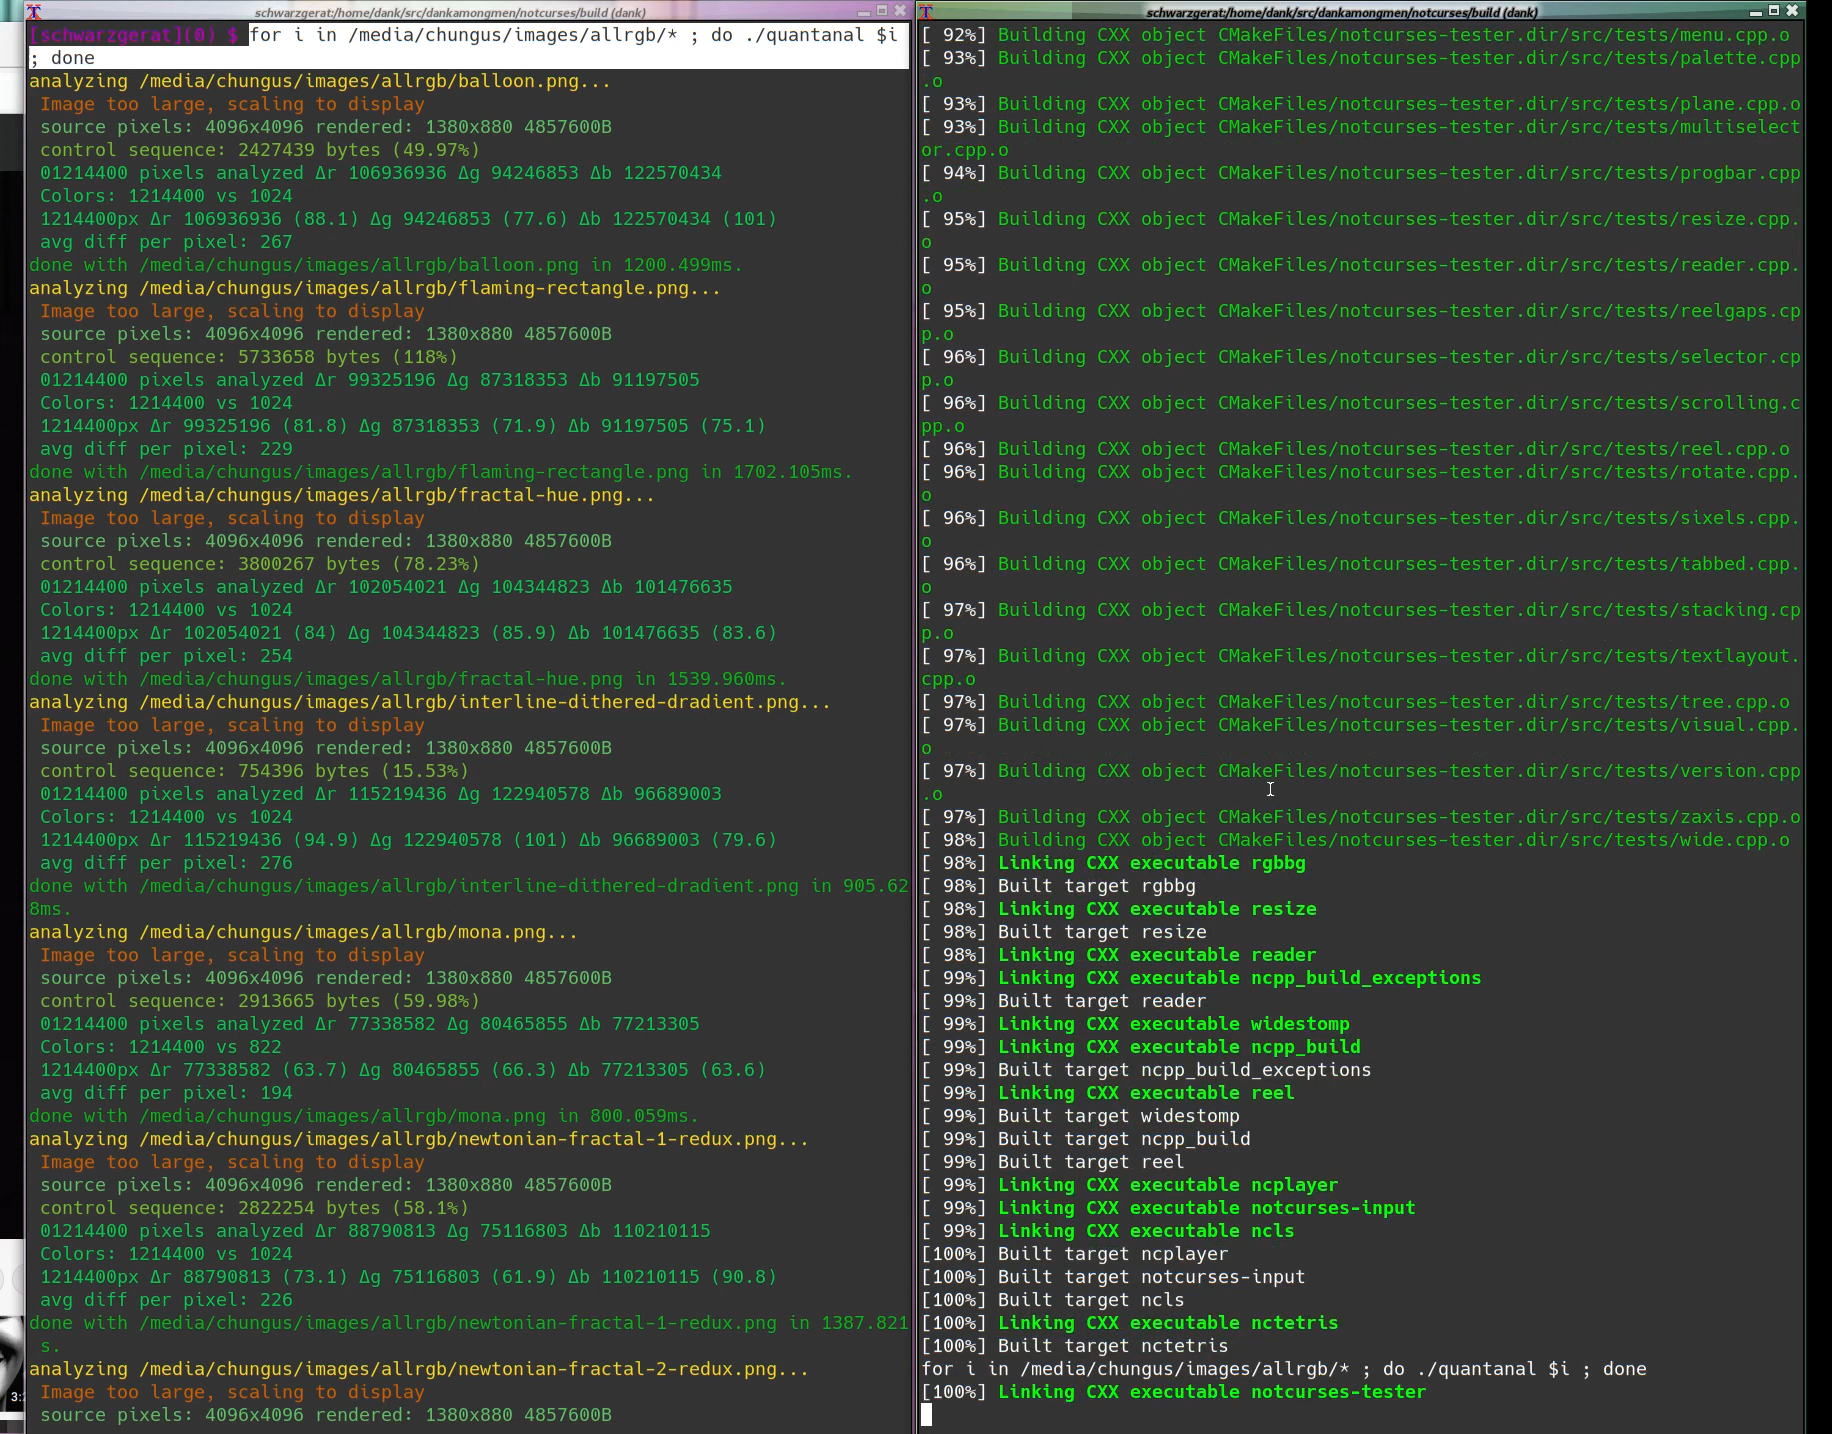 schwarzgerat:/home/dank/src/dankamongmen/notcurses/build (dank)
[schwarzgerat](0) $ for i in /media/chungus/images/allrgb/* ; do ./quantanal $i
; done
analyzing /media/chungus/images/allrgb/balloon.png...
Image too large, scaling to display
source pixels: 4096x4096 rendered: 1380x880 4857600B
control sequence: 2427439 bytes (49.97%)
01214400 pixels analyzed Δr 106936936 Δg 94246853 Δb 122570434
Colors: 1214400 vs 1024
1214400px Δr 106936936 (88.1) Δg 94246853 (77.6) Δb 122570434 (101)
avg diff per pixel: 267
done with /media/chungus/images/allrgb/balloon.png in 1200.499ms.
analyzing /media/chungus/images/allrgb/flaming-rectangle.png...
Image too large, scaling to display
source pixels: 4096x4096 rendered: 1380x880 4857600B
control sequence: 5733658 bytes (118%)
01214400 pixels analyzed Δr 99325196 Δg 87318353 Δb 91197505
Colors: 1214400 vs 1024
1214400px Δr 99325196 (81.8) Δg 87318353 (71.9) Δb 91197505 (75.1)
avg diff per pixel: 229
done with /media/chungus/images/allrgb/flaming-rectangle.png in 1702.105ms.
analyzing /media/chungus/images/allrgb/fractal-hue.png...
Image too large, scaling to display
source pixels: 4096x4096 rendered: 1380x880 4857600B
control sequence: 3800267 bytes (78.23%)
01214400 pixels analyzed Δr 102054021 Δg 104344823 Δb 101476635
Colors: 1214400 vs 1024
1214400px Δr 102054021 (84) Δg 104344823 (85.9) Δb 101476635 (83.6)
avg diff per pixel: 254
done with /media/chungus/images/allrgb/fractal-hue.png in 1539.960ms.
analyzing /media/chungus/images/allrgb/interline-dithered-dradient.png...
Image too large, scaling to display
source pixels: 4096x4096 rendered: 1380x880 4857600B
control sequence: 754396 bytes (15.53%)
01214400 pixels analyzed Δr 115219436 Δg 122940578 Δb 96689003
Colors: 1214400 vs 1024
1214400px Δr 115219436 (94.9) Δg 122940578 (101) Δb 96689003 (79.6)
avg diff per pixel: 276
done with /media/chungus/images/allrgb/interline-dithered-dradient.png in 905.62
8ms.
analyzing /media/chungus/images/allrgb/mona.png...
Image too large, scaling to display
source pixels: 4096x4096 rendered: 1380x880 4857600B
control sequence: 2913665 bytes (59.98%)
01214400 pixels analyzed Δr 77338582 Δg 80465855 Δb 77213305
Colors: 1214400 vs 822
1214400px Δr 77338582 (63.7) Δg 80465855 (66.3) Δb 77213305 (63.6)
avg diff per pixel: 194
done with /media/chungus/images/allrgb/mona.png in 800.059ms.
analyzing /media/chungus/images/allrgb/newtonian-fractal-1-redux.png...
Image too large, scaling to display
source pixels: 4096x4096 rendered: 1380x880 4857600B
control sequence: 2822254 bytes (58.1%)
01214400 pixels analyzed Δr 88790813 Δg 75116803 Δb 110210115
Colors: 1214400 vs 1024
1214400px Δr 88790813 (73.1) Δg 75116803 (61.9) Δb 110210115 (90.8)
avg diff per pixel: 226
done with /media/chungus/images/allrgb/newtonian-fractal-1-redux.png in 1387.821
s.
analyzing /media/chungus/images/allrgb/newtonian-fractal-2-redux.png...
Image too large, scaling to display
source pixels: 4096x4096 rendered: 1380x880 4857600B
schwarzgerat:/home/dank/src/dankamongmen/notcurses/build (dank)
[ 92%] Building CXX object CMakeFiles/notcurses-tester.dir/src/tests/menu.cpp.o
[ 93%] Building CXX object CMakeFiles/notcurses-tester.dir/src/tests/palette.cpp
.o
[ 93%] Building CXX object CMakeFiles/notcurses-tester.dir/src/tests/plane.cpp.o
[ 93%] Building CXX object CMakeFiles/notcurses-tester.dir/src/tests/multiselect
or.cpp.o
[ 94%] Building CXX object CMakeFiles/notcurses-tester.dir/src/tests/progbar.cpp
.o
[ 95%] Building CXX object CMakeFiles/notcurses-tester.dir/src/tests/resize.cpp.
o
[ 95%] Building CXX object CMakeFiles/notcurses-tester.dir/src/tests/reader.cpp.
o
[ 95%] Building CXX object CMakeFiles/notcurses-tester.dir/src/tests/reelgaps.cp
p.o
[ 96%] Building CXX object CMakeFiles/notcurses-tester.dir/src/tests/selector.cp
p.o
[ 96%] Building CXX object CMakeFiles/notcurses-tester.dir/src/tests/scrolling.c
pp.o
[ 96%] Building CXX object CMakeFiles/notcurses-tester.dir/src/tests/reel.cpp.o
[ 96%] Building CXX object CMakeFiles/notcurses-tester.dir/src/tests/rotate.cpp.
o
[ 96%] Building CXX object CMakeFiles/notcurses-tester.dir/src/tests/sixels.cpp.
o
[ 96%] Building CXX object CMakeFiles/notcurses-tester.dir/src/tests/tabbed.cpp.
o
[ 97%] Building CXX object CMakeFiles/notcurses-tester.dir/src/tests/stacking.cp
p.o
[ 97%] Building CXX object CMakeFiles/notcurses-tester.dir/src/tests/textlayout.
cpp.o
[ 97%] Building CXX object CMakeFiles/notcurses-tester.dir/src/tests/tree.cpp.o
[ 97%] Building CXX object CMakeFiles/notcurses-tester.dir/src/tests/visual.cpp.
o
[ 97%] Building CXX object CMakeFiles/notcurses-tester.dir/src/tests/version.cpp
.o
[ 97%] Building CXX object CMakeFiles/notcurses-tester.dir/src/tests/zaxis.cpp.o
[ 98%] Building CXX object CMakeFiles/notcurses-tester.dir/src/tests/wide.cpp.o
[ 98%] Linking CXX executable rgbbg
[ 98%] Built target rgbbg
[ 98%] Linking CXX executable resize
[ 98%] Built target resize
[ 98%] Linking CXX executable reader
[ 99%] Linking CXX executable ncpp_build_exceptions
[ 99%] Built target reader
[ 99%] Linking CXX executable widestomp
[ 99%] Linking CXX executable ncpp_build
[ 99%] Built target ncpp_build_exceptions
[ 99%] Linking CXX executable reel
[ 99%] Built target widestomp
[ 99%] Built target ncpp_build
[ 99%] Built target reel
[ 99%] Linking CXX executable ncplayer
[ 99%] Linking CXX executable notcurses-input
[ 99%] Linking CXX executable ncls
[100%] Built target ncplayer
[100%] Built target notcurses-input
[100%] Built target ncls
[100%] Linking CXX executable nctetris
[100%] Built target nctetris
for i in /media/chungus/images/allrgb/* ; do ./quantanal $i ; done
[100%] Linking CXX executable notcurses-tester